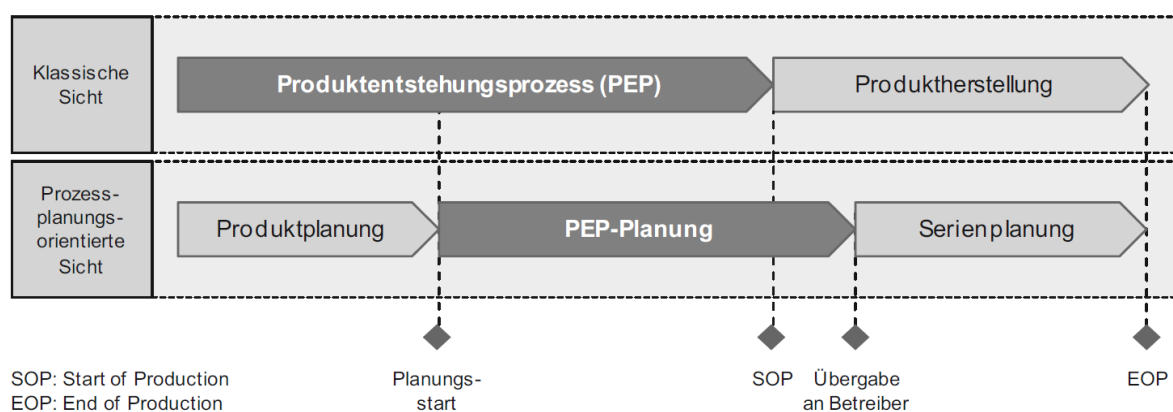 Klassische
Sicht
Produktentstehungsprozess (PEP)
Produktherstellung
Prozess-
planungs-
orientierte
Sicht
Produktplanung
PEP-Planung
Serienplanung
SOP: Start of Production
EOP: End of Production
Planungs-
start
SOP
Übergabe
an Betreiber
EOP